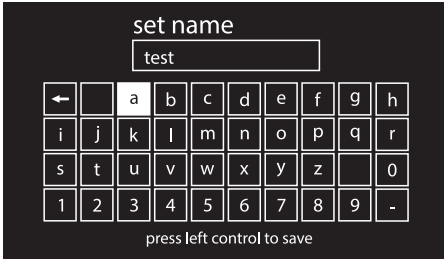 set name
test
← a b c d e f g h
i j k l m n o p q r
s t u v w x y z 0
1 2 3 4 5 6 7 8 9 -
press left control to save